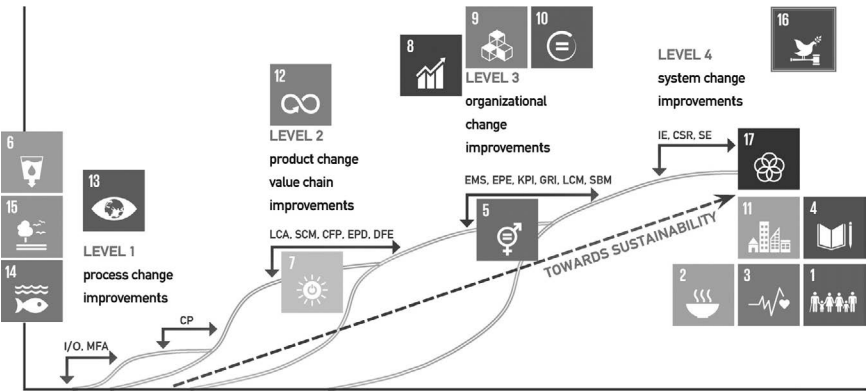 6
15
14
13
LEVEL 1
process change
improvements
I/O, MFA
CP
12
LEVEL 2
product change
value chain
improvements
LCA, SCM, CFP, EPD, DFE
7
8
9
10
LEVEL 3
organizational
change
improvements
EMS, EPE, KPI, GRI, LCM, SBM
5
TOWARDS SUSTAINABILITY
LEVEL 4
system change
improvements
IE, CSR, SE
16
17
11
4
2
3
1